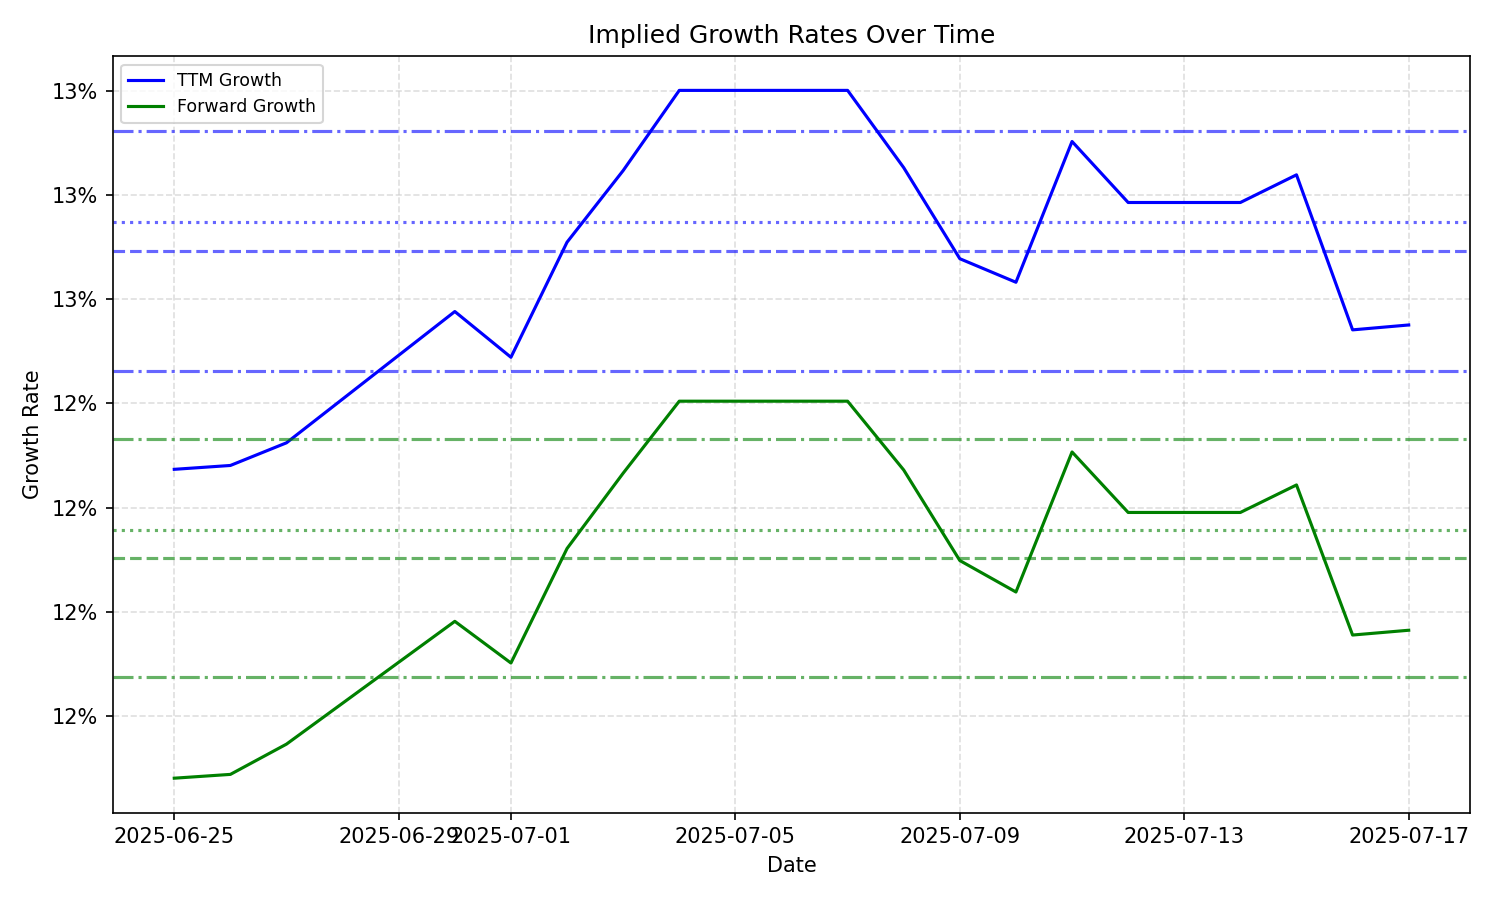 Implied Growth Rates Over Time
TTM Growth
Forward Growth
13%
13%
13%
12%
12%
12%
12%
Growth Rate
2025-06-25
2025-06-29
2025-07-01
2025-07-05
2025-07-09
2025-07-13
2025-07-17
Date